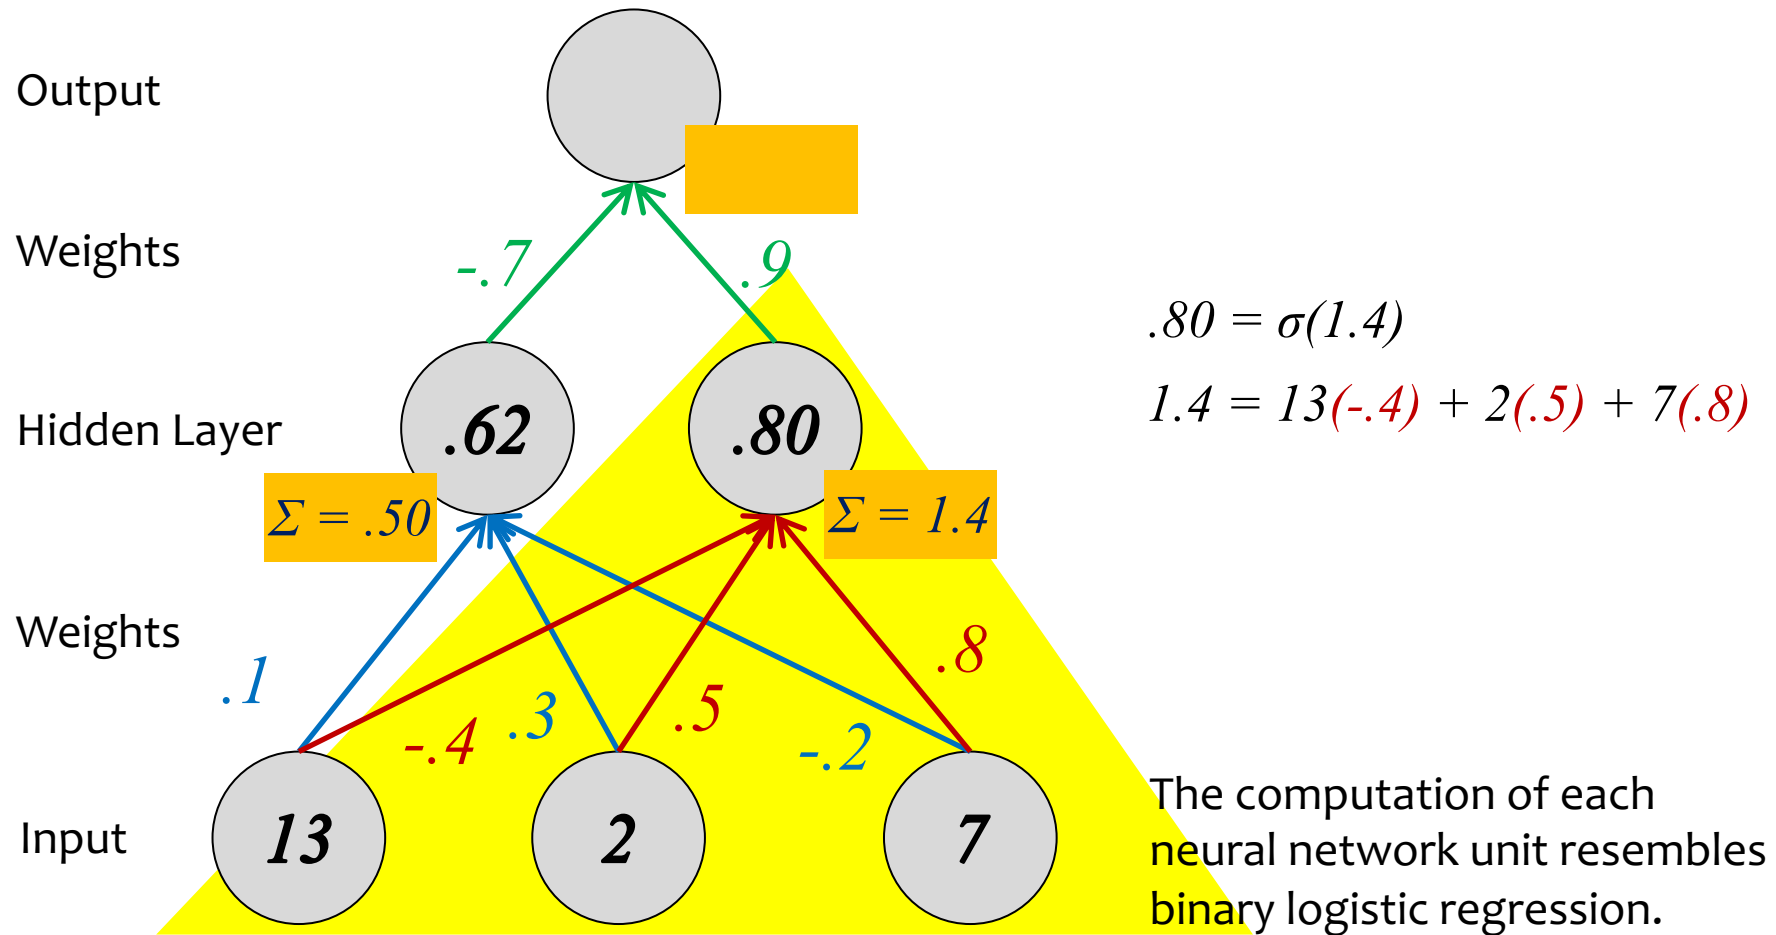 Output
Weights
-.7
.9
.80 = σ(1.4)
1.4 = 13(-.4) + 2(.5) + 7(.8)
Hidden Layer
.62
.80
Σ = .50
Σ = 1.4
Weights
.1
-.4
.3
.5
-.2
.8
Input
13
2
7
The computation of each
neural network unit resembles
binary logistic regression.